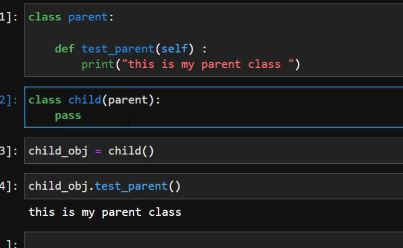 1]: class parent:
def test_parent(self) :
print("this is my parent class ")
2]: class child(parent):
pass
3]: child_obj = child()
4]: child_obj.test_parent()
this is my parent class
]: